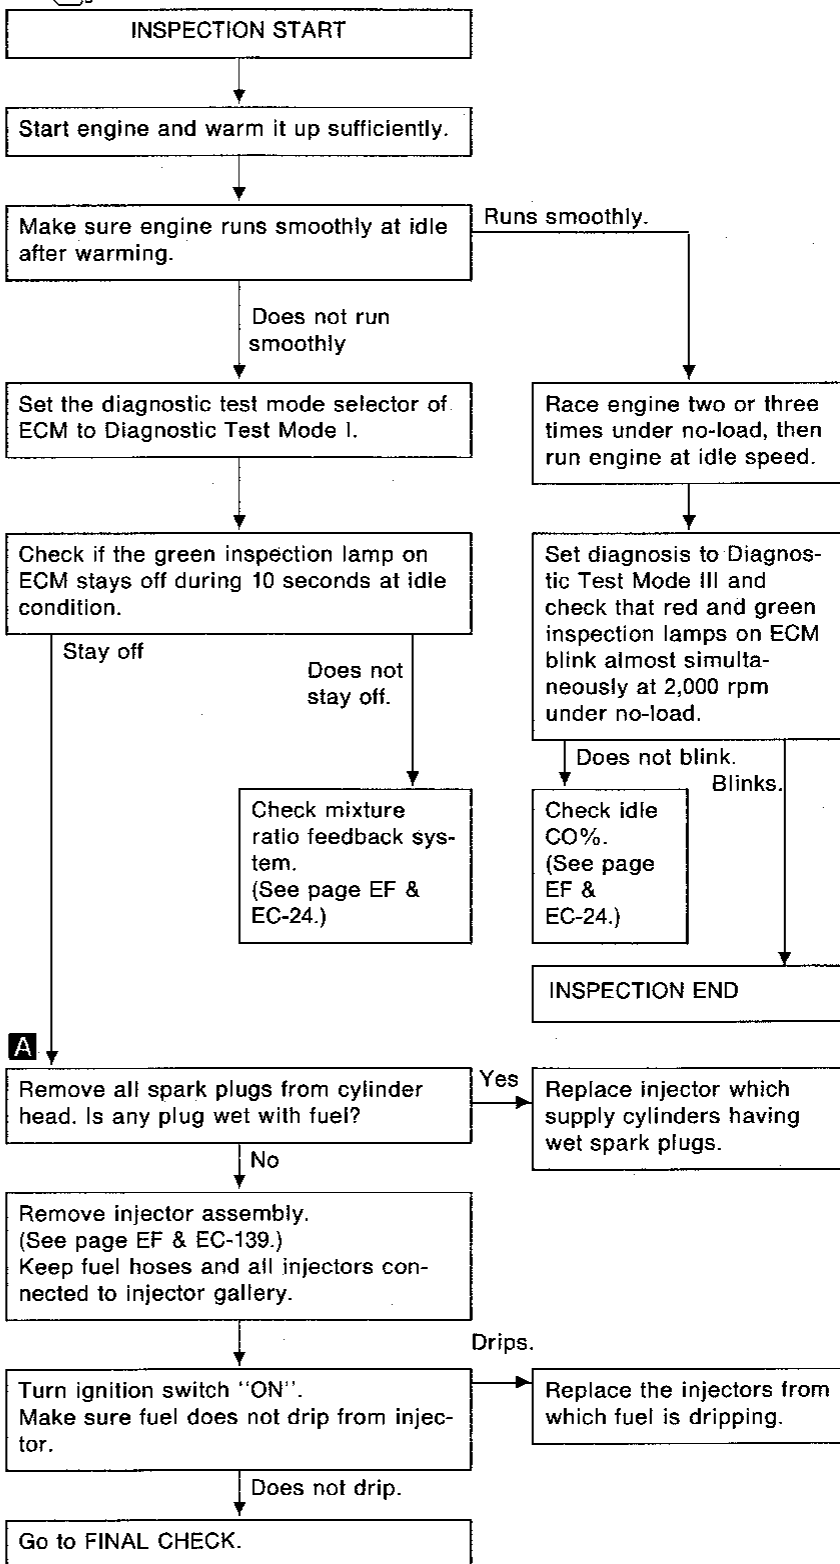 INSPECTION START
Start engine and warm it up sufficiently.
Make sure engine runs smoothly at idle
after warming.
Runs smoothly.
Does not run
smoothly
Set the diagnostic test mode selector of
ECM to Diagnostic Test Mode I.
Race engine two or three
times under no-load, then
run engine at idle speed.
Check if the green inspection lamp on
ECM stays off during 10 seconds at idle
condition.
Set diagnosis to Diagnos-
tic Test Mode III and
check that red and green
inspection lamps on ECM
blink almost simulta-
neously at 2,000 rpm
under no-load.
Stay off
Does not
stay off.
Does not blink.
Blinks.
Check mixture
ratio feedback sys-
tem.
(See page EF &
EC-24.)
Check idle
CO%.
(See page
EF &
EC-24.)
INSPECTION END
A
Remove all spark plugs from cylinder
head. Is any plug wet with fuel?
Yes
Replace injector which
supply cylinders having
wet spark plugs.
No
Remove injector assembly.
(See page EF & EC-139.)
Keep fuel hoses and all injectors con-
nected to injector gallery.
Drips.
Turn ignition switch "ON".
Make sure fuel does not drip from injec-
tor.
Replace the injectors from
which fuel is dripping.
Does not drip.
Go to FINAL CHECK.